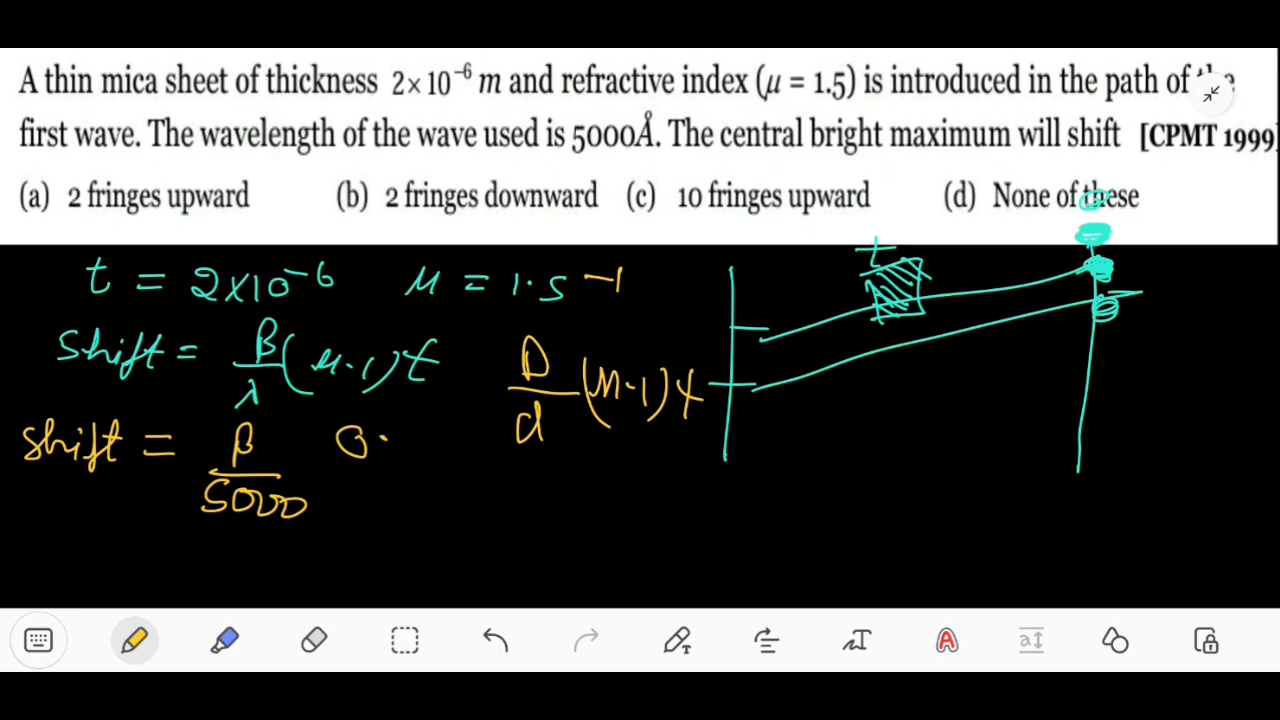 A thin mica sheet of thickness 2×10⁻⁶ m and refractive index (μ = 1.5) is introduced in the path of the
first wave. The wavelength of the wave used is 5000Å. The central bright maximum will shift [CPMT 1999]
(a) 2 fringes upward (b) 2 fringes downward (c) 10 fringes upward (d) None of these
t = 2×10⁻⁶ μ = 1.5 −1
t
Shift = β/λ (μ-1)t
D/d (μ-1)t
Shift = β/5000 0.